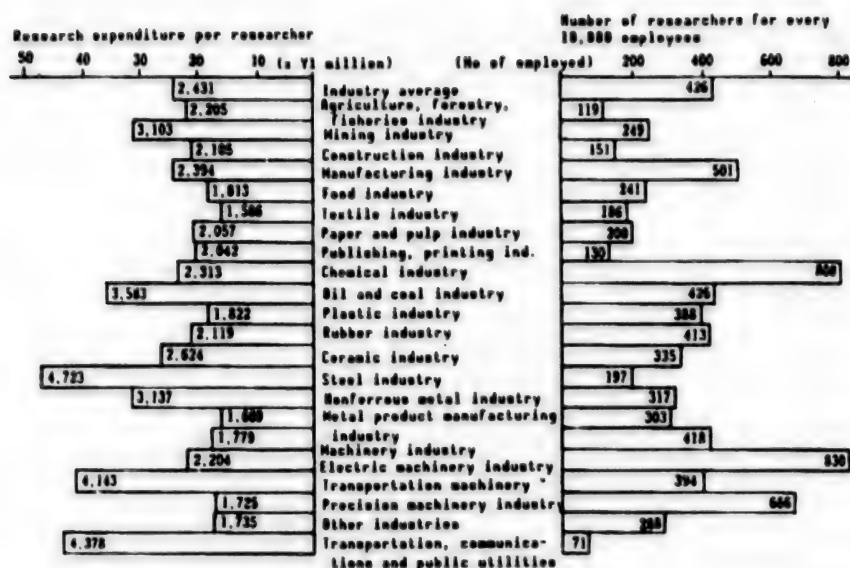 Number of researchers for every
Research expenditure per researcher 10,000 employees
50 40 30 20 10 (x ¥1 million) (No of employed) 200 400 600 800
2,431 Industry average 426
2,205 Agriculture, forestry, 119
fisheries industry
3,103 Mining industry 249
2,185 Construction industry 151
2,394 Manufacturing industry 501
1,813 Food industry 241
1,586 Textile industry 186
2,057 Paper and pulp industry 200
2,042 Publishing, printing ind. 130
2,313 Chemical industry
3,583 Oil and coal industry 426
1,822 Plastic industry 388
2,119 Rubber industry 413
2,624 Ceramic industry 335
4,723 Steel industry 197
3,137 Nonferrous metal industry 317
Metal product manufacturing 303
1,779 industry 418
Machinery industry
2,204 Electric machinery industry 830
4,143 Transportation machinery " 394
1,725 Precision machinery industry 666
1,735 Other industries 288
4,378 Transportation, communica- 71
tions and public utilities